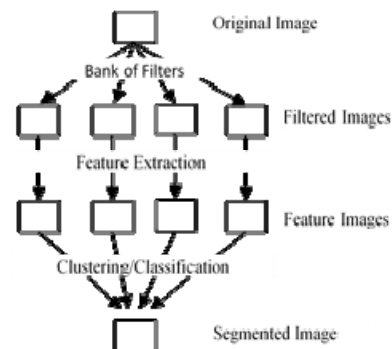 Original Image
Bank of Filters
Filtered Images
Feature Extraction
Feature Images
Clustering/Classification
Segmented Image